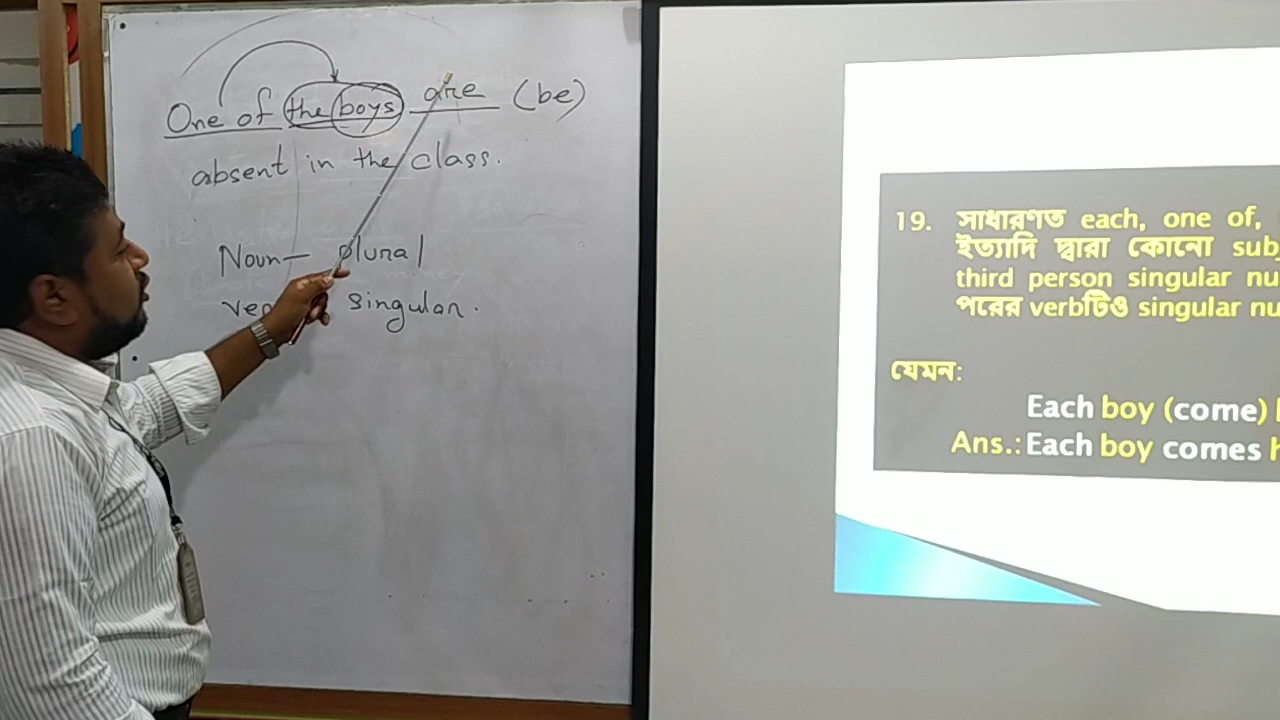 One of the boys are (be)
absent in the class.
Noun— plural
ver singular.
19. সাধারণত each, one of,
ইত্যাদি দ্বারা কোনো sub
third person singular nu
পরের verbটিও singular nu
যেমন:
Each boy (come)
Ans.: Each boy comes h